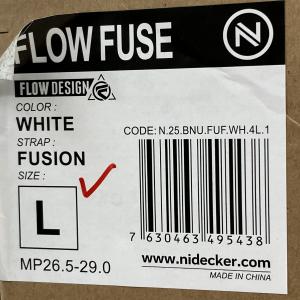 FLOW FUSE
N
FLOW DESIGN
COLOR :
WHITE
STRAP :
FUSION
SIZE :
L
MP26.5-29.0
CODE: N.25.BNU.FUF.WH.4L.1
7 630463 495438
www.nidecker.com
MADE IN CHINA